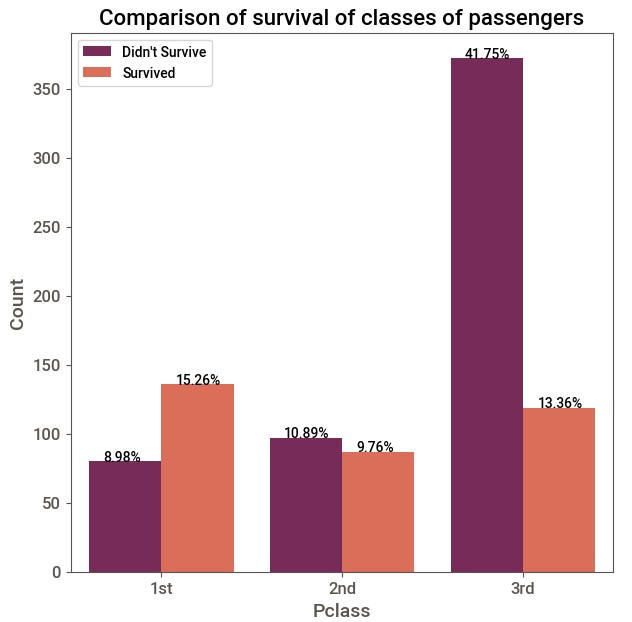 Comparison of survival of classes of passengers
Didn't Survive
Survived
41.75%
15.26%
13.36%
10.89%
9.76%
8.98%
350
300
250
200
150
100
50
0
Count
1st 2nd 3rd
Pclass